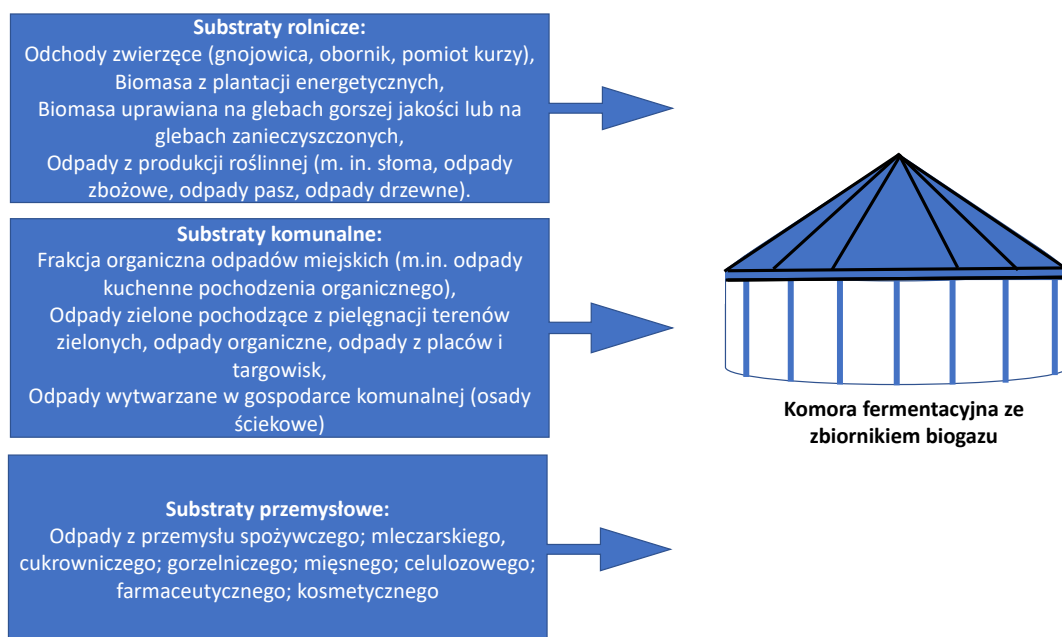 Substraty rolnicze:
Odchody zwierzęce (gnojowica, obornik, pomiot kurzy),
Biomasa z plantacji energetycznych,
Biomasa uprawiana na glebach gorszej jakości lub na
glebach zanieczyszczonych,
Odpady z produkcji roślinnej (m. in. słoma, odpady
zbożowe, odpady pasz, odpady drzewne).
Substraty komunalne:
Frakcja organiczna odpadów miejskich (m.in. odpady
kuchenne pochodzenia organicznego),
Odpady zielone pochodzące z pielęgnacji terenów
zielonych, odpady organiczne, odpady z placów i
targowisk,
Odpady wytwarzane w gospodarce komunalnej (osady
ściekowe)
Substraty przemysłowe:
Odpady z przemysłu spożywczego; mleczarskiego,
cukrowniczego; gorzelniczego; mięsnego; celulozowego;
farmaceutycznego; kosmetycznego
Komora fermentacyjna ze
zbiornikiem biogazu